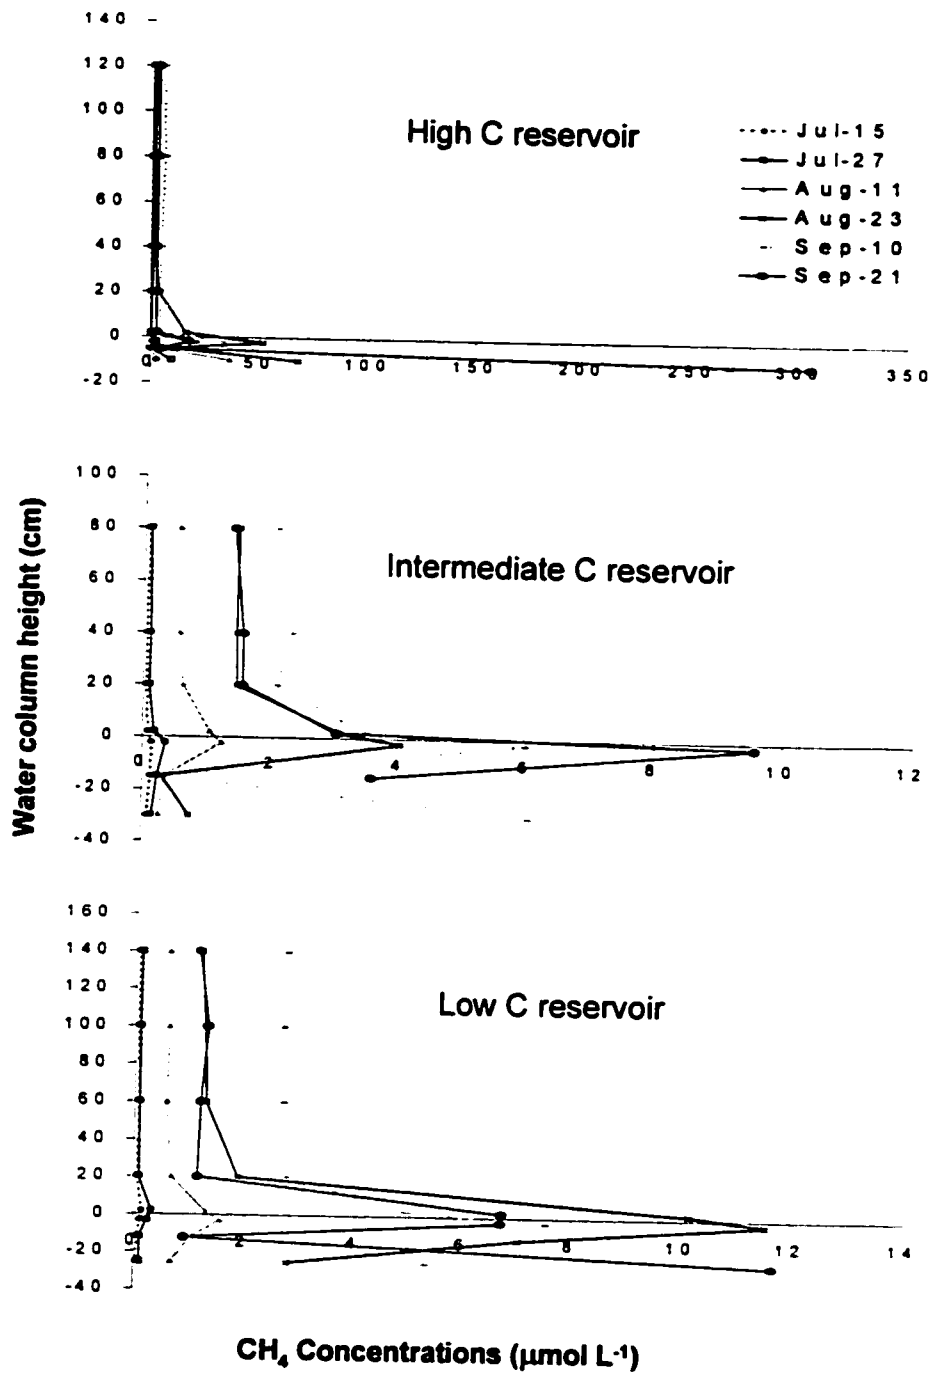 140
120
High C reservoir
100
Jul-15
80
Jul-27
60
Aug-11
Aug-23
40
Sep-10
20
Sep-21
0
0 50 100 150 200 250 300 350
-20
Water column height (cm)
100
80
Intermediate C reservoir
60
40
20
0
0 2 4 6 8 10 12
-20
-40
160
140
120
Low C reservoir
100
80
60
40
20
0
0 2 4 6 8 10 12 14
-20
-40
CH₄ Concentrations (µmol L⁻¹)